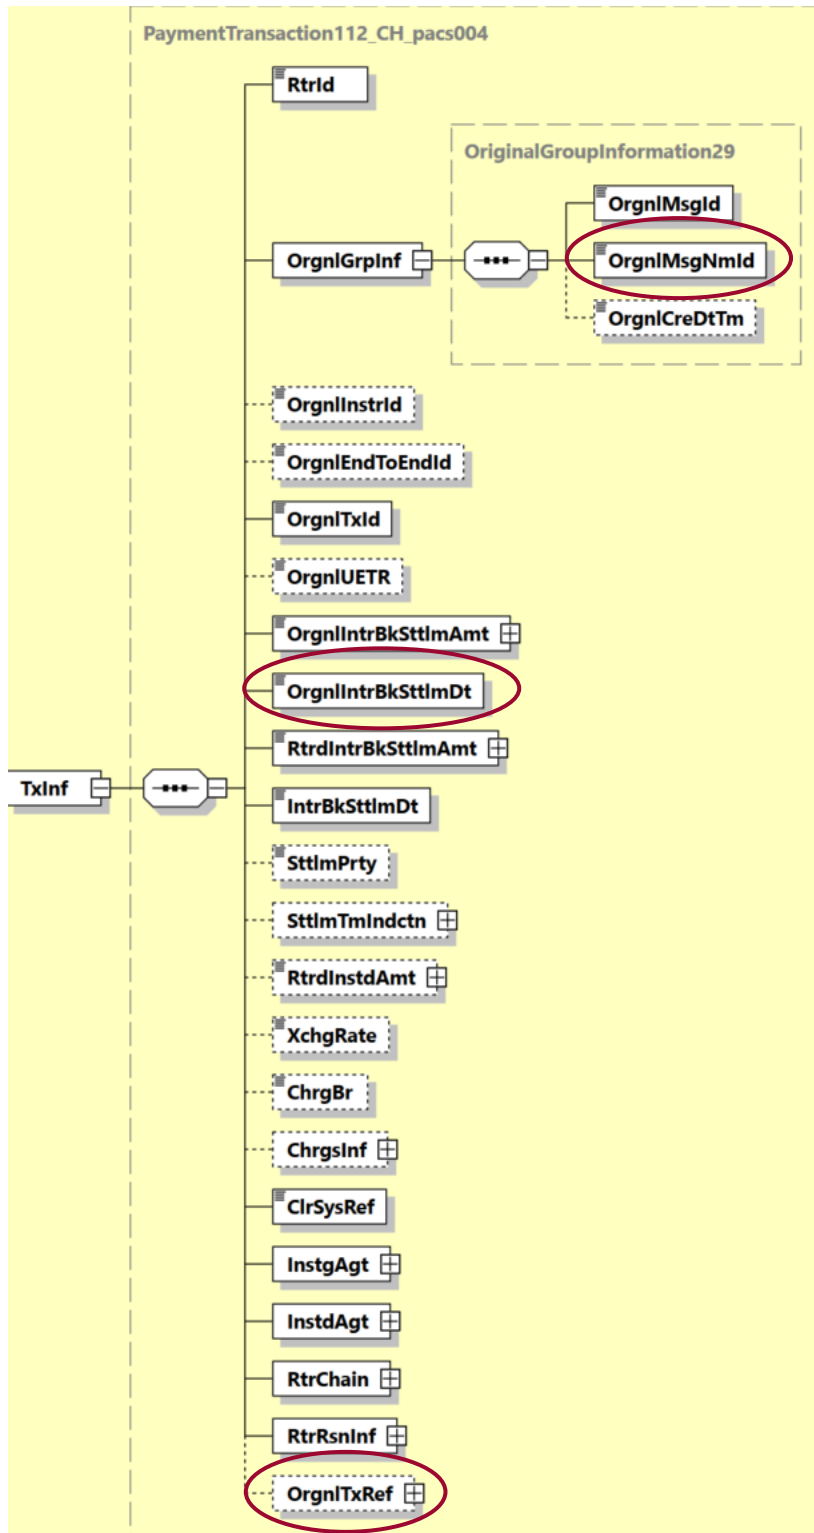 PaymentTransaction112_CH_pacs004
RtrId
OriginalGroupInformation29
OrgnlMsgId
OrgnlGrpInf
OrgnlMsgNmId
OrgnlCreDtTm
OrgnlInstrId
OrgnlEndToEndId
OrgnlTxId
OrgnlUETR
OrgnlIntrBkSttlmAmt
OrgnlIntrBkSttlmDt
RtrdIntrBkSttlmAmt
TxInf
IntrBkSttlmDt
SttlmPrty
SttlmTmIndctn
RtrdInstdAmt
XchgRate
ChrgBr
ChrgsInf
ClrSysRef
InstgAgt
InstdAgt
RtrChain
RtrRsnInf
OrgnlTxRef